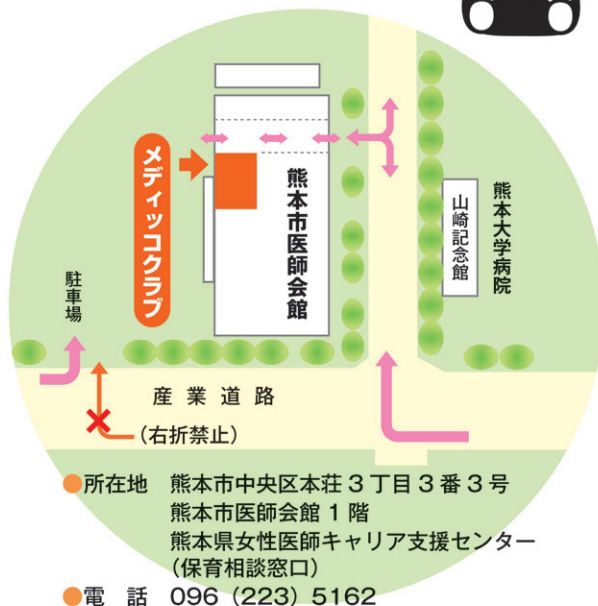 メディッコクラブ
熊本市医師会館
山崎記念館
熊本大学病院
駐車場
産業道路
(右折禁止)
●所在地 熊本市中央区本荘3丁目3番3号
熊本市医師会館1階
熊本県女性医師キャリア支援センター
(保育相談窓口)
●電 話 096(223)5162